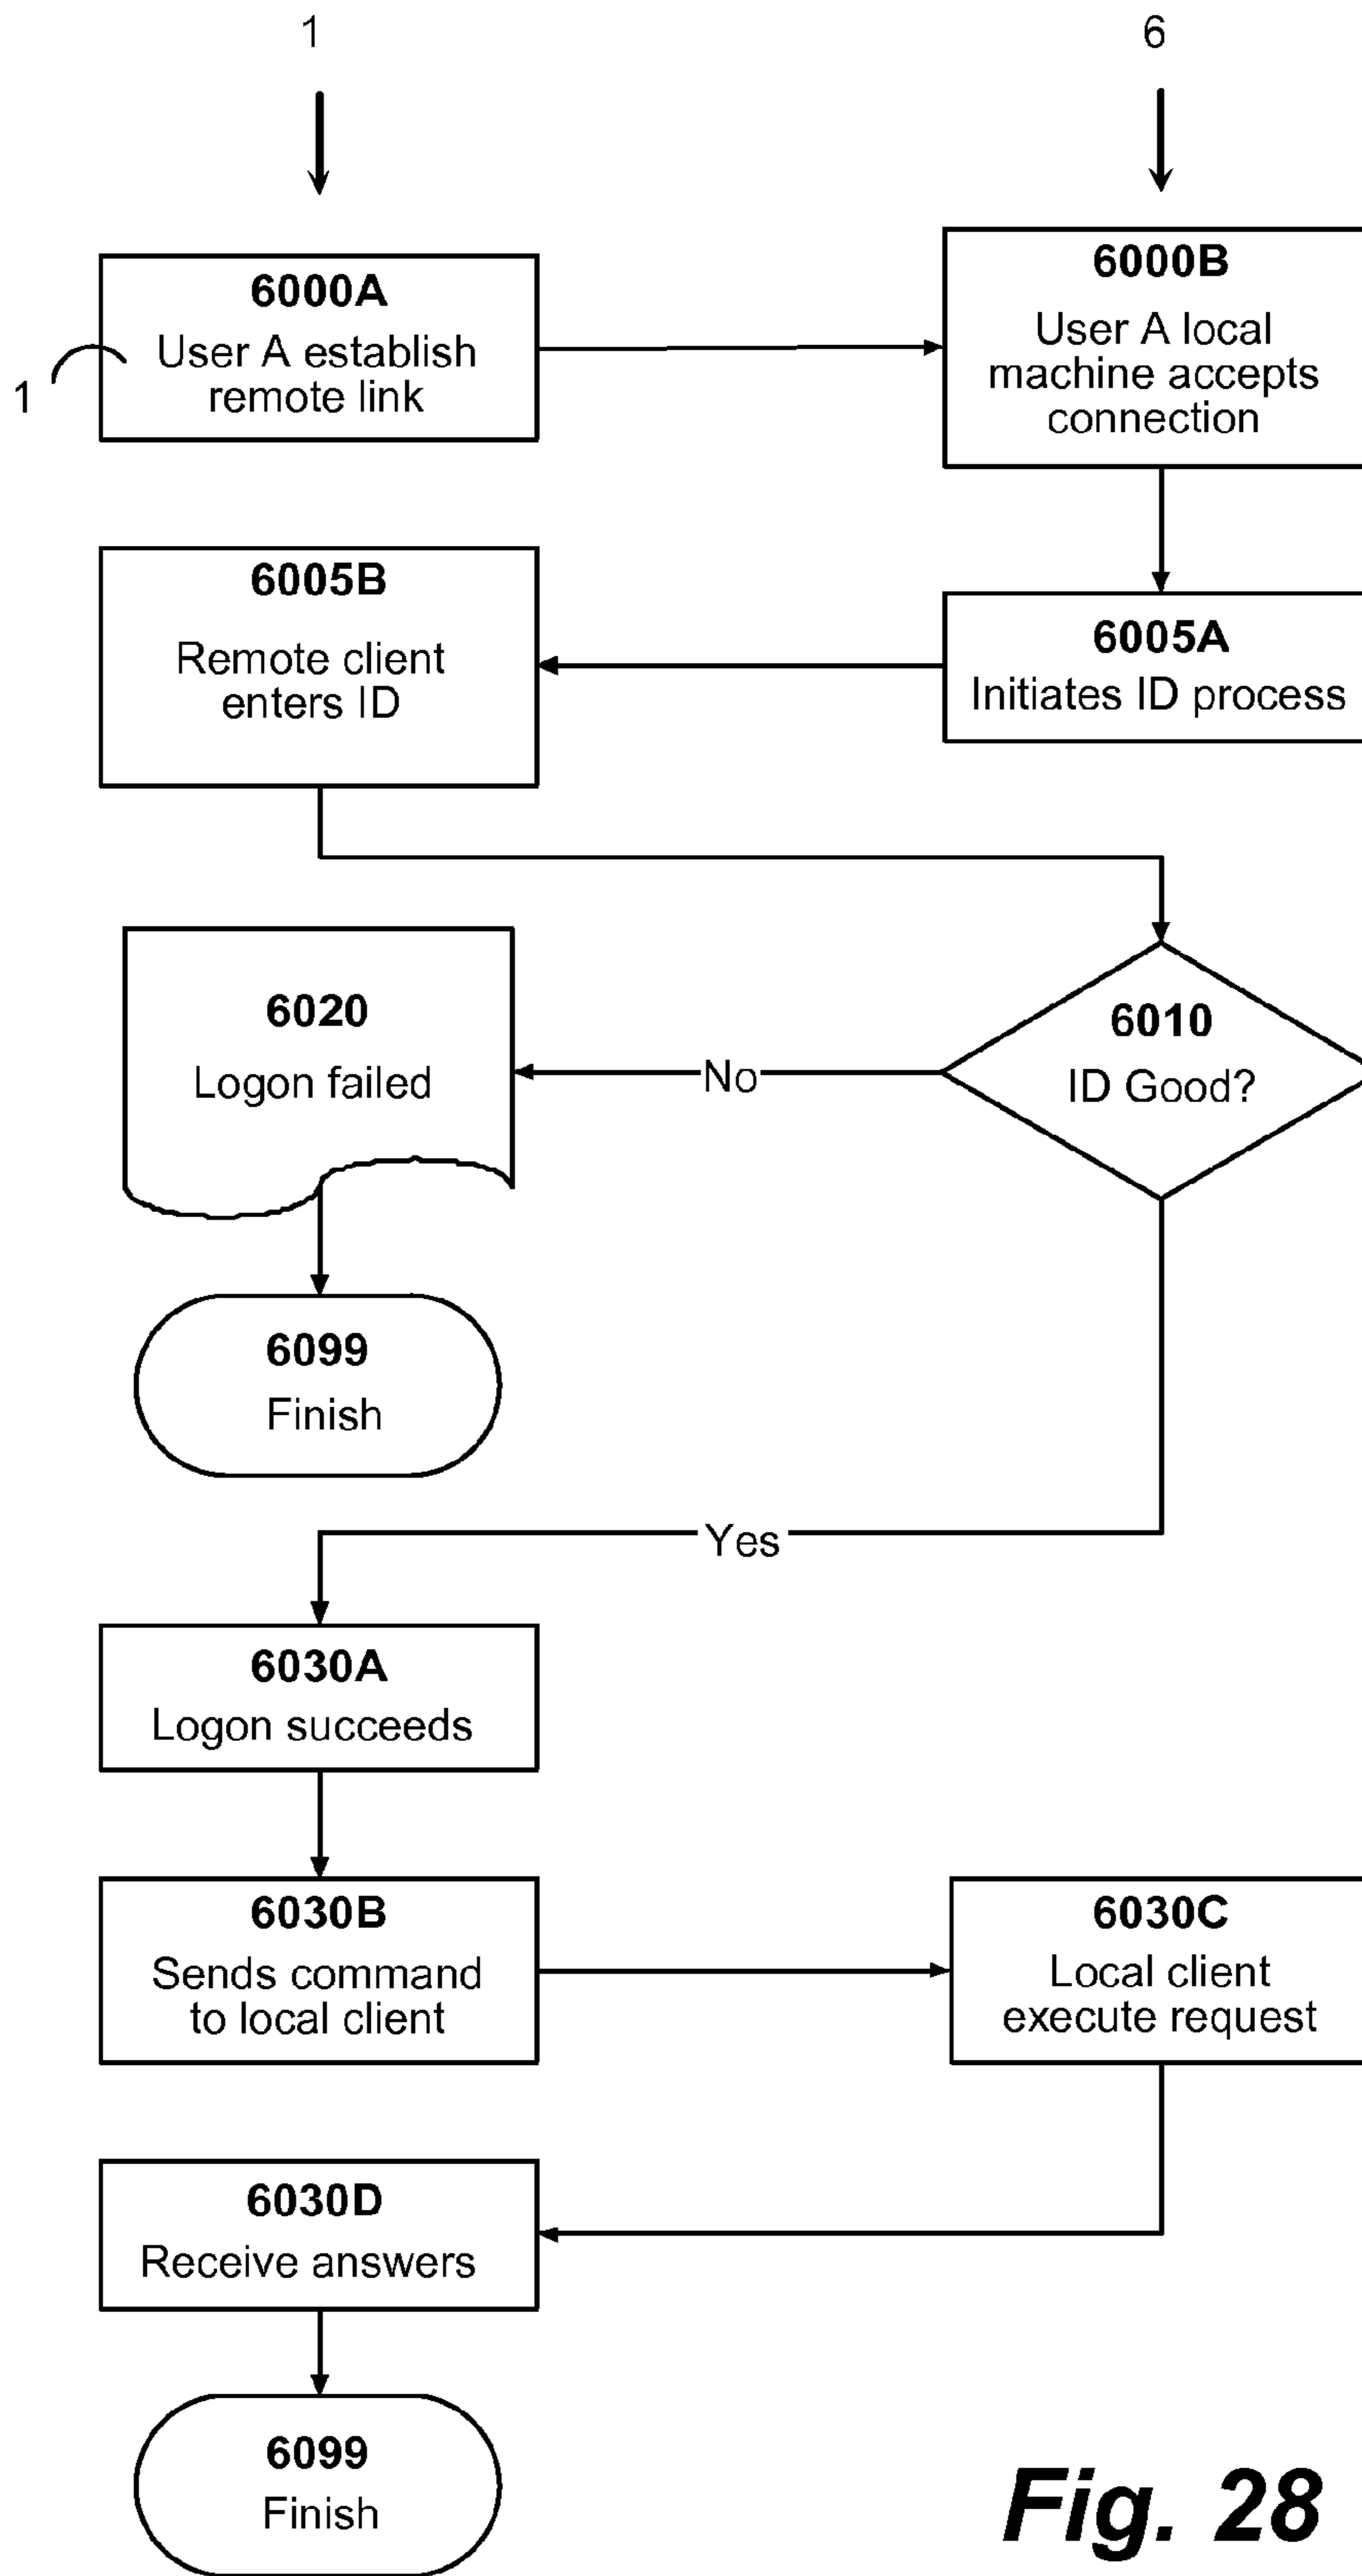 1
6
6000A
User A establish
remote link
1
6000B
User A local
machine accepts
connection
6005B
Remote client
enters ID
6005A
Initiates ID process
6020
Logon failed
No
6010
ID Good?
6099
Finish
Yes
6030A
Logon succeeds
6030B
Sends command
to local client
6030C
Local client
execute request
6030D
Receive answers
6099
Finish
Fig. 28